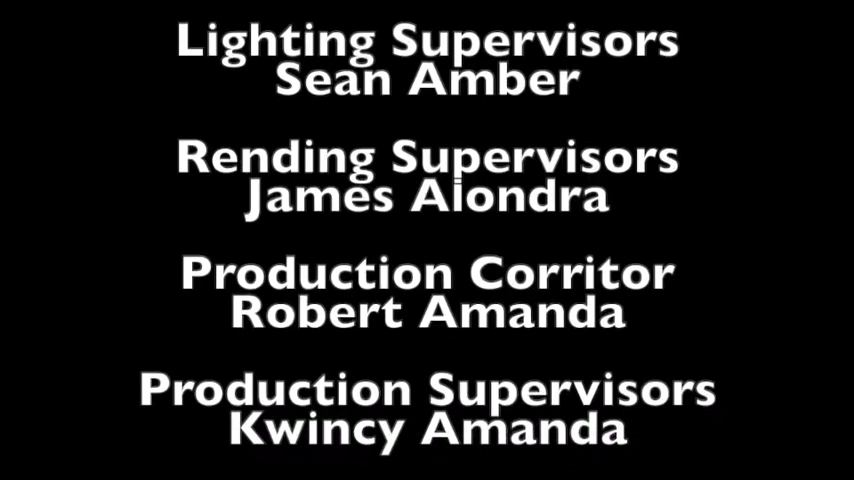 Lighting Supervisors
Sean Amber
Rending Supervisors
James Alondra
Production Corritor
Robert Amanda
Production Supervisors
Kwincy Amanda